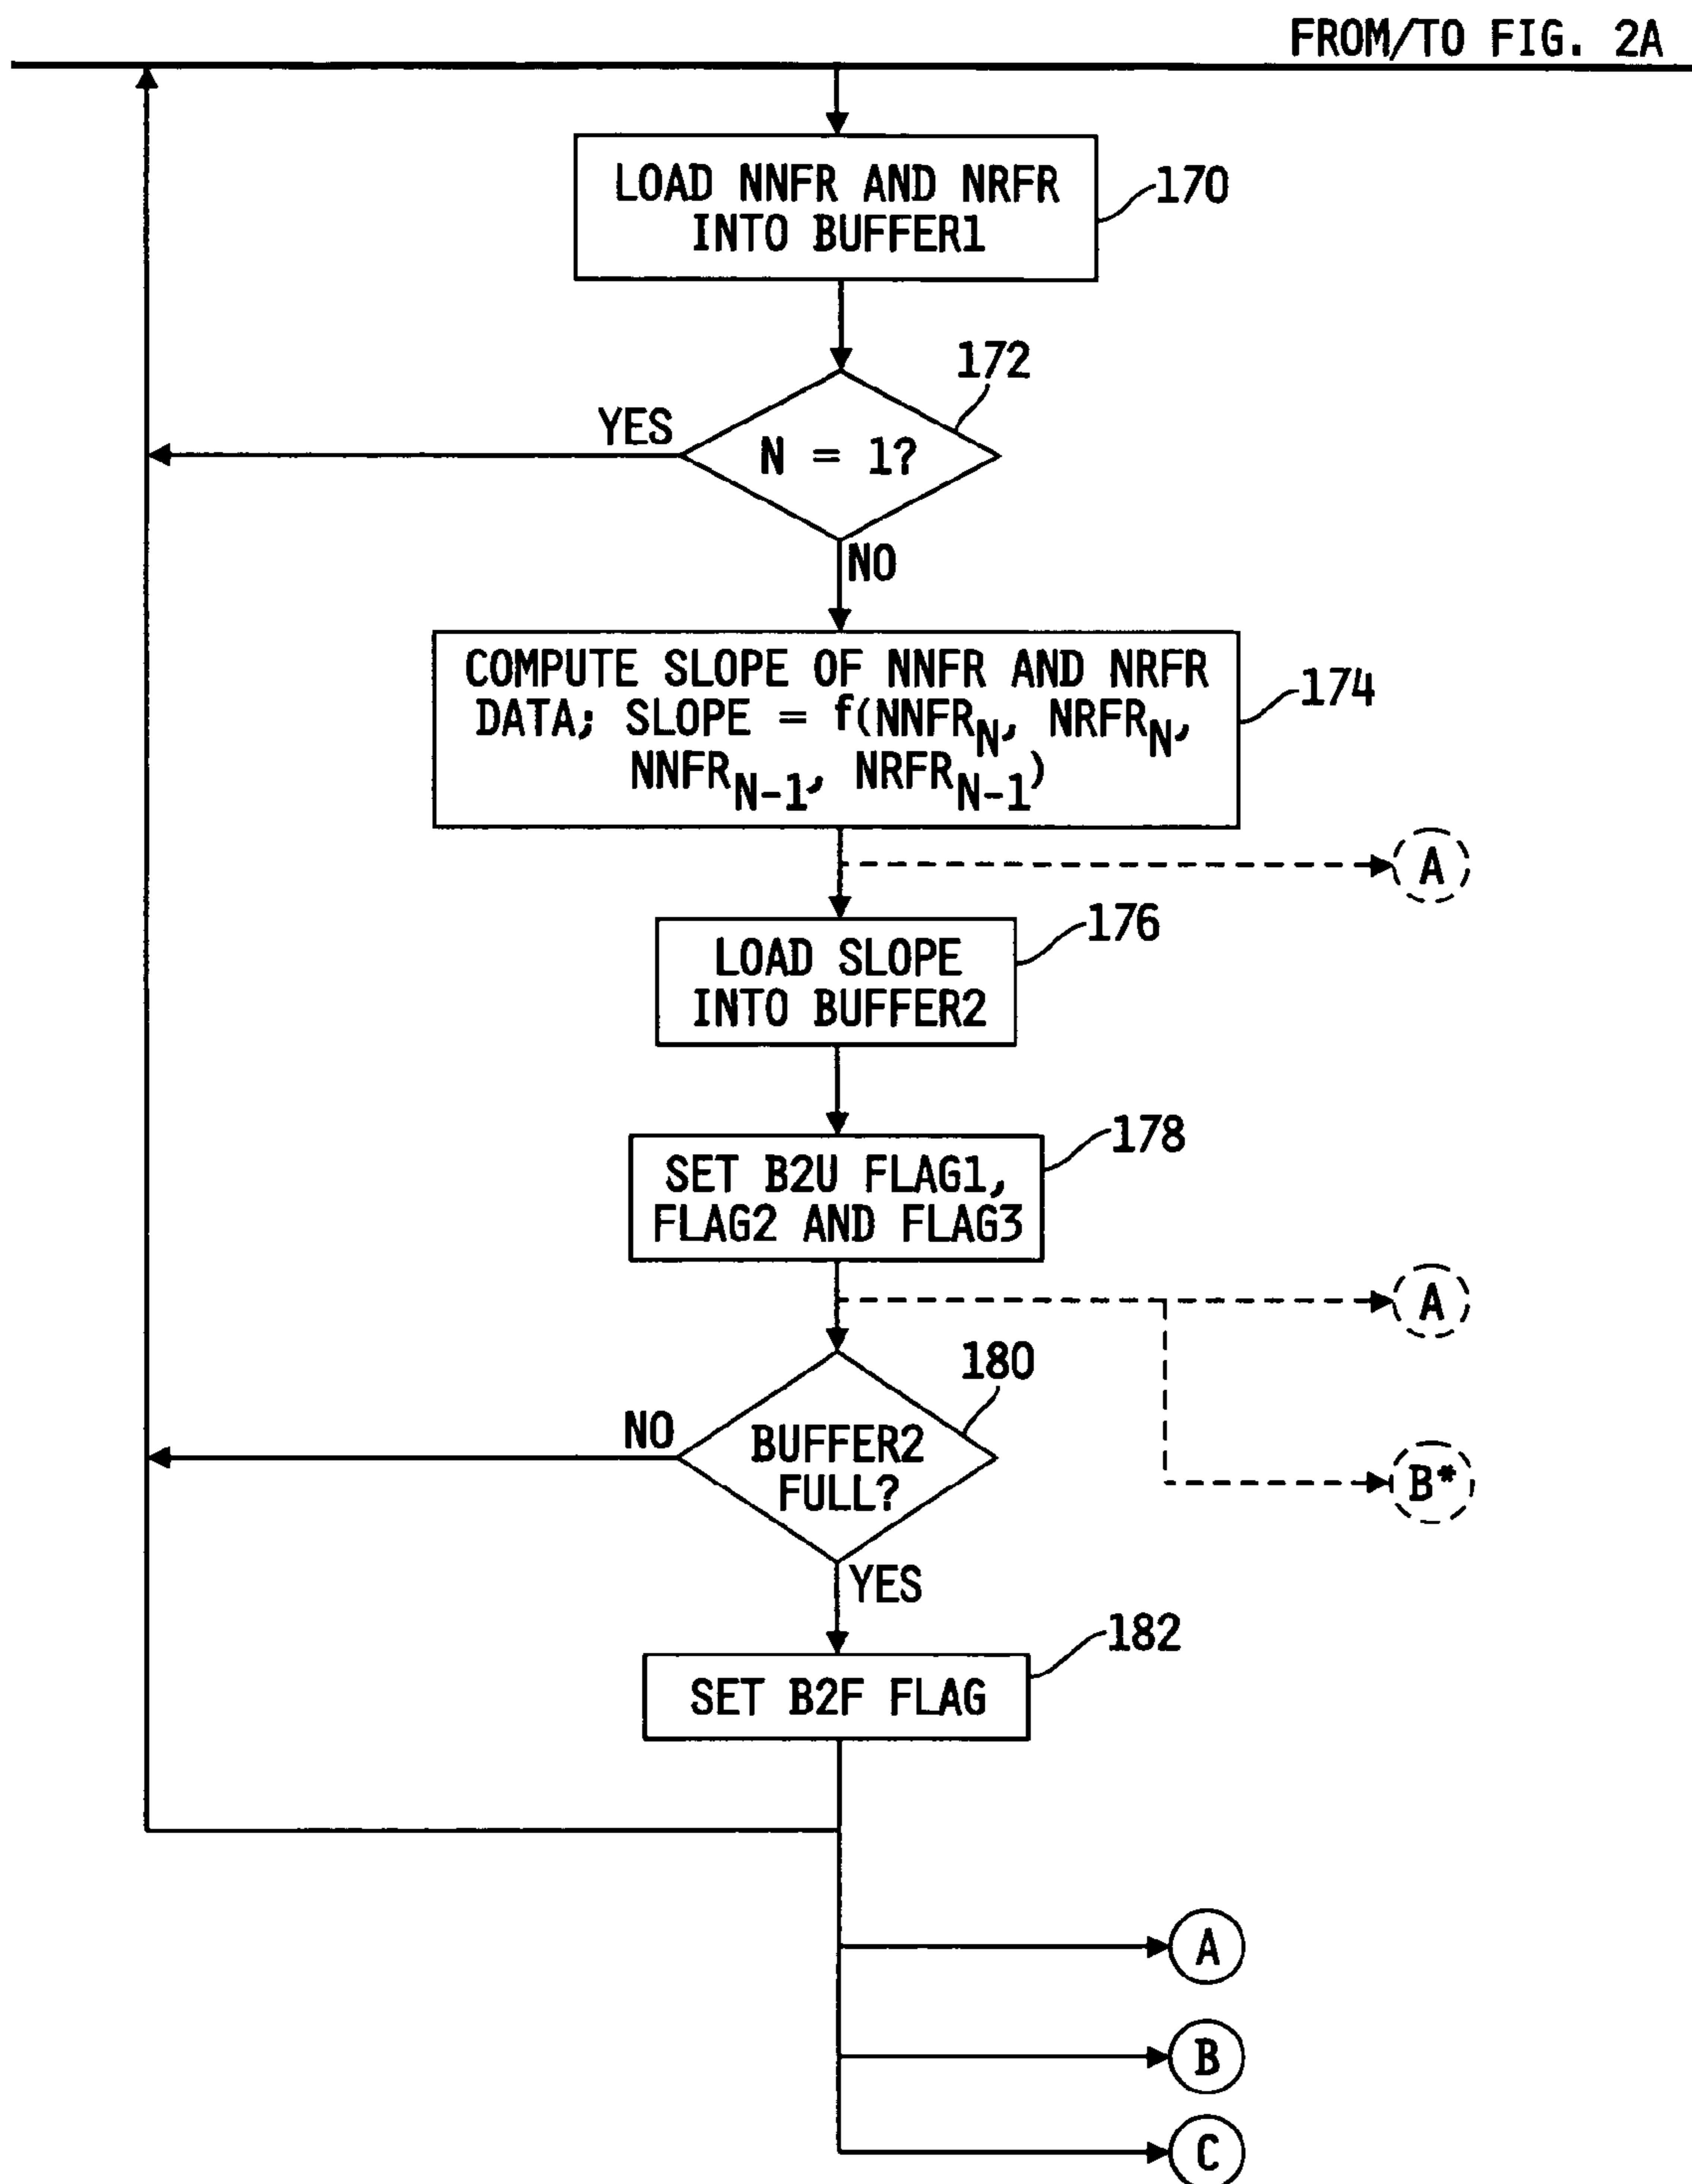 FROM/TO FIG. 2A
LOAD NNFR AND NRFR
INTO BUFFER1
170
172
YES
N = 1?
NO
COMPUTE SLOPE OF NNFR AND NRFR
DATA; SLOPE = f(NNFR_N, NRFR_N,
NNFR_N-1, NRFR_N-1)
174
A
176
LOAD SLOPE
INTO BUFFER2
178
SET B2U FLAG1,
FLAG2 AND FLAG3
A
180
NO
BUFFER2
FULL?
B*
YES
182
SET B2F FLAG
A
B
C